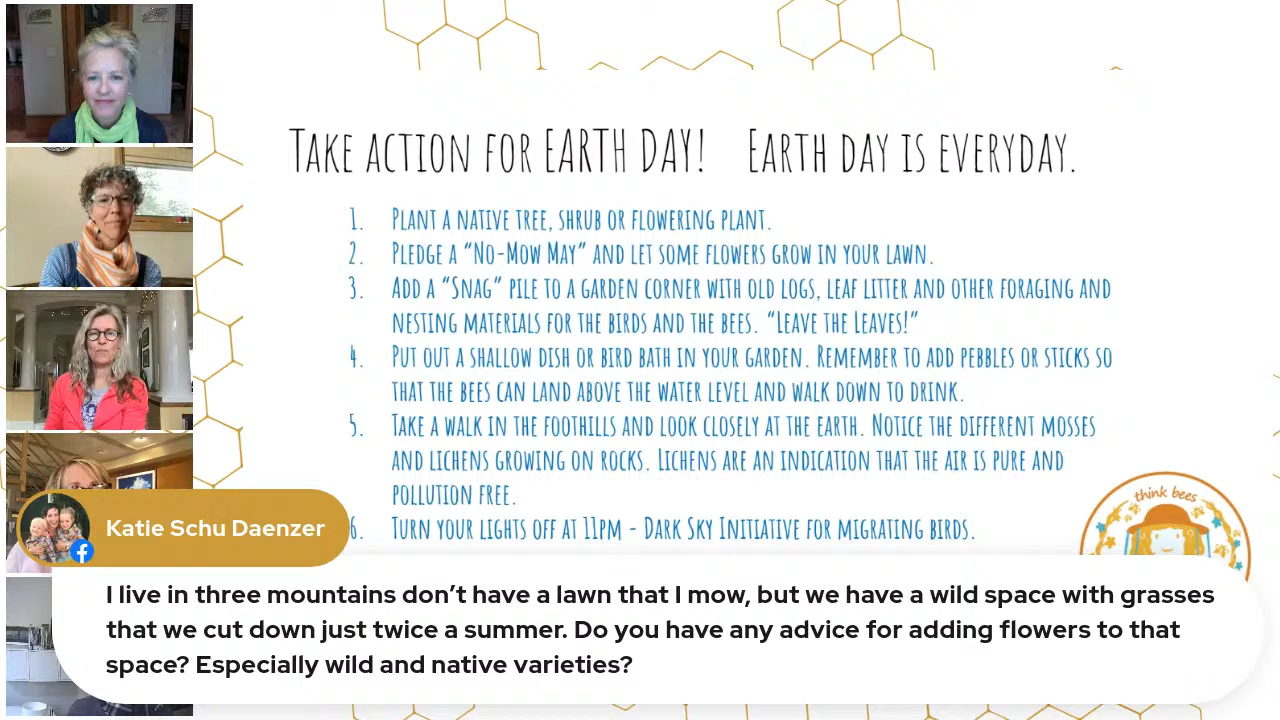 TAKE ACTION FOR EARTH DAY! EARTH DAY IS EVERYDAY.
1. PLANT A NATIVE TREE, SHRUB OR FLOWERING PLANT.
2. PLEDGE A “NO-MOW MAY” AND LET SOME FLOWERS GROW IN YOUR LAWN.
3. ADD A “SNAG” PILE TO A GARDEN CORNER WITH OLD LOGS, LEAF LITTER AND OTHER FORAGING AND
NESTING MATERIALS FOR THE BIRDS AND THE BEES. “LEAVE THE LEAVES!”
4. PUT OUT A SHALLOW DISH OR BIRD BATH IN YOUR GARDEN. REMEMBER TO ADD PEBBLES OR STICKS SO
THAT THE BEES CAN LAND ABOVE THE WATER LEVEL AND WALK DOWN TO DRINK.
5. TAKE A WALK IN THE FOOTHILLS AND LOOK CLOSELY AT THE EARTH. NOTICE THE DIFFERENT MOSSES
AND LICHENS GROWING ON ROCKS. LICHENS ARE AN INDICATION THAT THE AIR IS PURE AND
POLLUTION FREE.
6. TURN YOUR LIGHTS OFF AT 11PM - DARK SKY INITIATIVE FOR MIGRATING BIRDS.
think bees
Katie Schu Daenzer
I live in three mountains don’t have a lawn that I mow, but we have a wild space with grasses
that we cut down just twice a summer. Do you have any advice for adding flowers to that
space? Especially wild and native varieties?